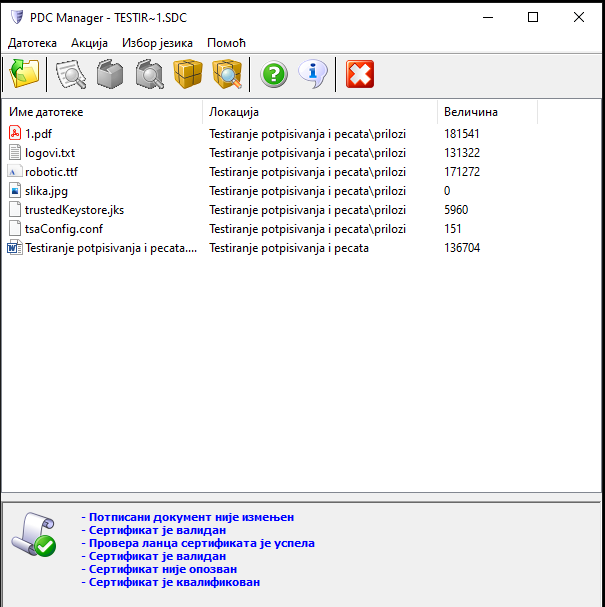 PDC Manager - TESTIR~1.SDC
Датотека Акција Избор језика Помоћ
Име датотеке Локација Величина
1.pdf Testiranje potpisivanja i pecata\prilozi 181541
logovi.txt Testiranje potpisivanja i pecata\prilozi 131322
robotic.ttf Testiranje potpisivanja i pecata\prilozi 171272
slika.jpg Testiranje potpisivanja i pecata\prilozi 0
trustedKeystore.jks Testiranje potpisivanja i pecata\prilozi 5960
tsaConfig.conf Testiranje potpisivanja i pecata\prilozi 151
Testiranje potpisivanja i pecata.... Testiranje potpisivanja i pecata 136704
- Потписани документ није измењен
- Сертификат је валидан
- Провера ланца сертификата је успела
- Сертификат је валидан
- Сертификат није опозван
- Сертификат је квалификован